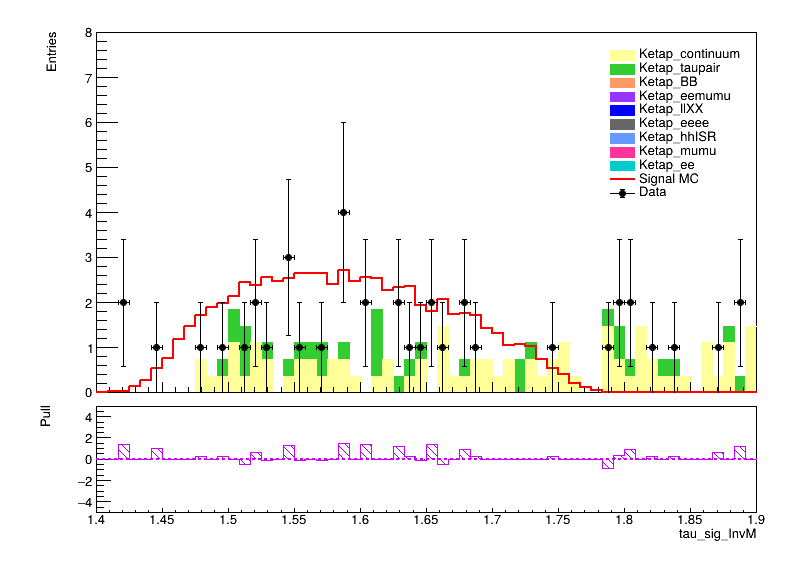 Entries
8
7
6
5
4
3
2
1
0
Ketap_continuum
Ketap_taupair
Ketap_BB
Ketap_eemumu
Ketap_llXX
Ketap_eeee
Ketap_hhISR
Ketap_mumu
Ketap_ee
Signal MC
Data
Pull
4
2
0
−2
−4
1.4 1.45 1.5 1.55 1.6 1.65 1.7 1.75 1.8 1.85 1.9
tau_sig_InvM